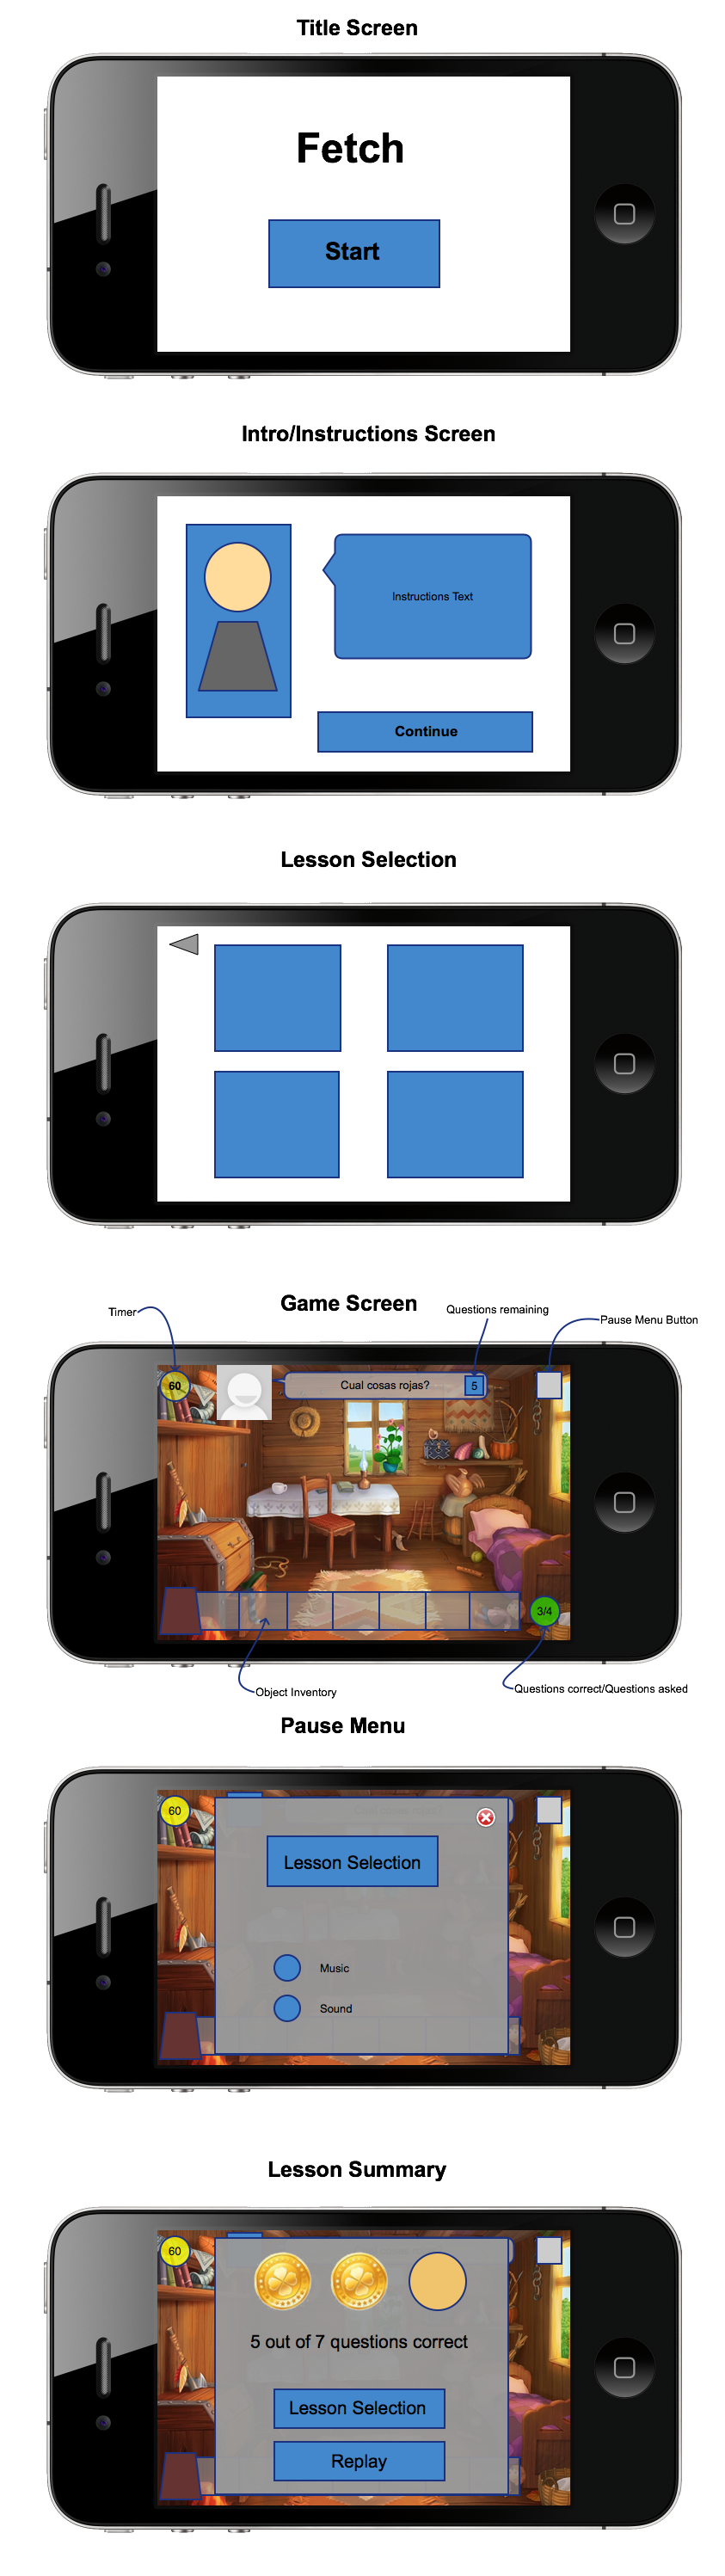 Title Screen
Fetch
Start
Intro/Instructions Screen
Instructions Text
Continue
Lesson Selection
Game Screen
Timer
Questions remaining
Pause Menu Button
60
Cual cosas rojas?
5
3/4
Object Inventory
Questions correct/Questions asked
Pause Menu
60
Lesson Selection
Music
Sound
Lesson Summary
60
5 out of 7 questions correct
Lesson Selection
Replay